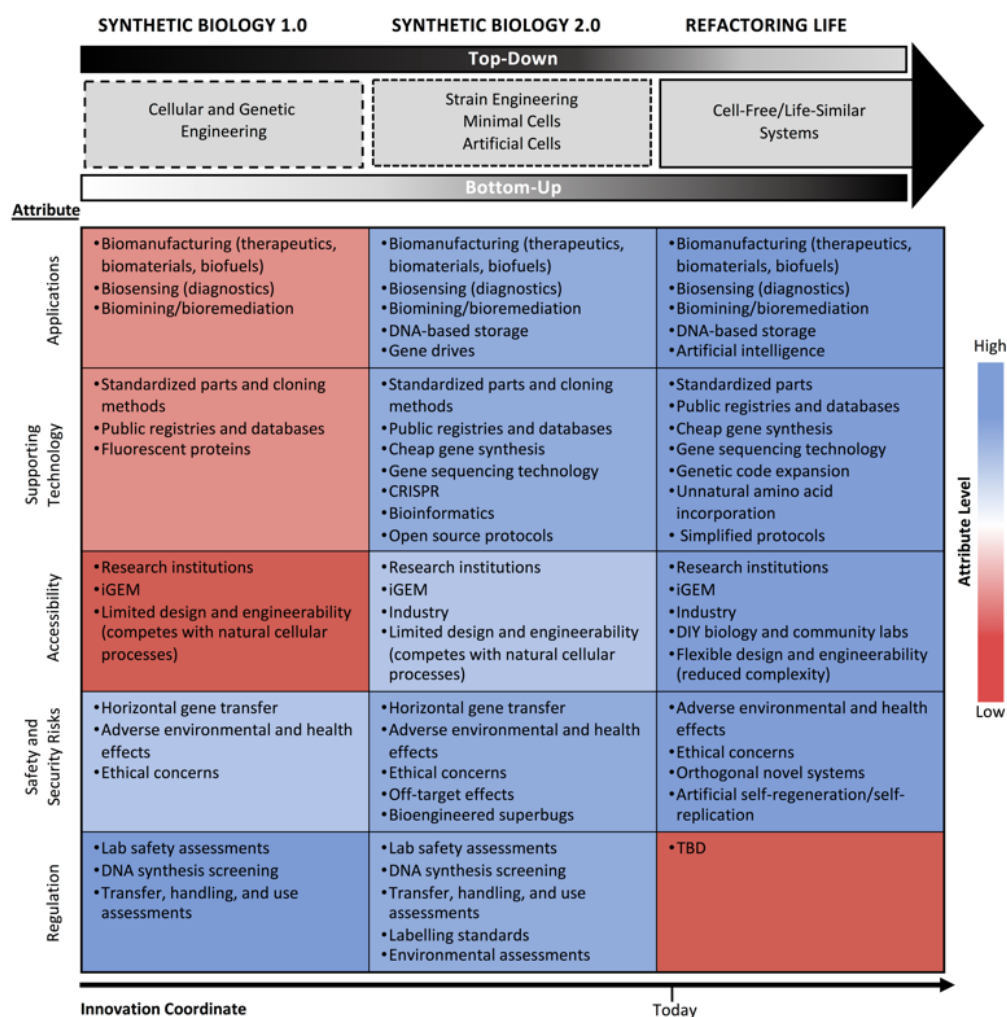 SYNTHETIC BIOLOGY 1.0
SYNTHETIC BIOLOGY 2.0
REFACTORING LIFE
Top-Down
Cellular and Genetic
Engineering
Strain Engineering
Minimal Cells
Artificial Cells
Cell-Free/Life-Similar
Systems
Bottom-Up
Attribute
Applications
•Biomanufacturing (therapeutics,
biomaterials, biofuels)
•Biosensing (diagnostics)
•Biomining/bioremediation
•Biomanufacturing (therapeutics,
biomaterials, biofuels)
•Biosensing (diagnostics)
•Biomining/bioremediation
•DNA-based storage
•Gene drives
•Biomanufacturing (therapeutics,
biomaterials, biofuels)
•Biosensing (diagnostics)
•Biomining/bioremediation
•DNA-based storage
•Artificial intelligence
Supporting
Technology
•Standardized parts and cloning
methods
•Public registries and databases
•Fluorescent proteins
•Standardized parts and cloning
methods
•Public registries and databases
•Cheap gene synthesis
•Gene sequencing technology
•CRISPR
•Bioinformatics
•Open source protocols
•Standardized parts
•Public registries and databases
•Cheap gene synthesis
•Gene sequencing technology
•Genetic code expansion
•Unnatural amino acid
incorporation
•Simplified protocols
Accessibility
•Research institutions
•iGEM
•Limited design and engineerability
(competes with natural cellular
processes)
•Research institutions
•iGEM
•Industry
•Limited design and engineerability
(competes with natural cellular
processes)
•Research institutions
•iGEM
•Industry
•DIY biology and community labs
•Flexible design and engineerability
(reduced complexity)
Safety and
Security Risks
•Horizontal gene transfer
•Adverse environmental and health
effects
•Ethical concerns
•Horizontal gene transfer
•Adverse environmental and health
effects
•Ethical concerns
•Off-target effects
•Bioengineered superbugs
•Adverse environmental and health
effects
•Ethical concerns
•Orthogonal novel systems
•Artificial self-regeneration/self-
replication
Regulation
•Lab safety assessments
•DNA synthesis screening
•Transfer, handling, and use
assessments
•Lab safety assessments
•DNA synthesis screening
•Transfer, handling, and use
assessments
•Labelling standards
•Environmental assessments
•TBD
High
Attribute Level
Low
Innovation Coordinate
Today